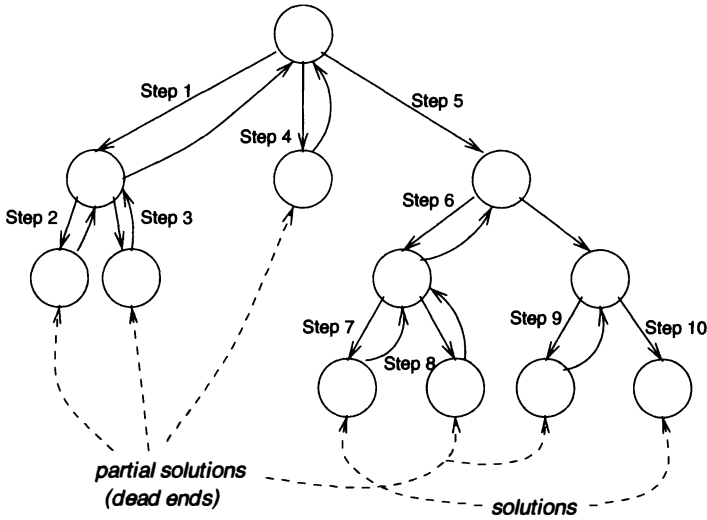 Step 1
Step 5
Step 4
Step 6
Step 2
Step 3
Step 7
Step 8
Step 9
Step 10
partial solutions
(dead ends)
solutions